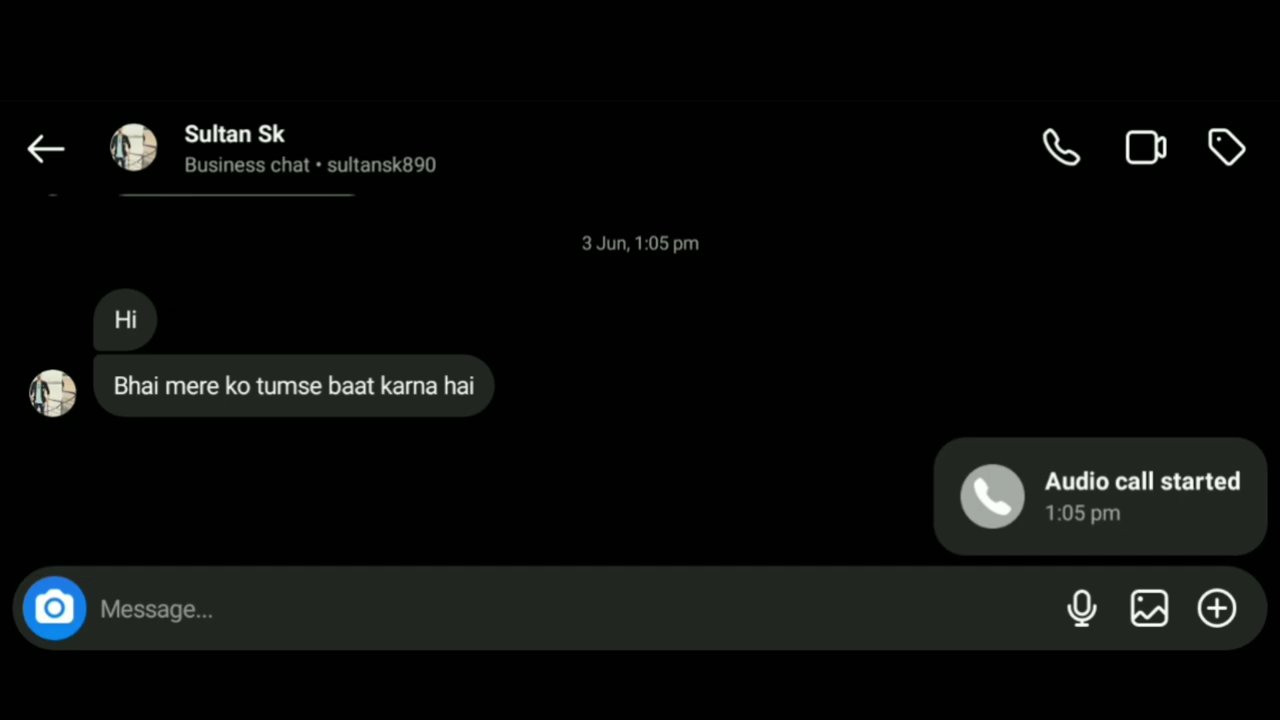 Sultan Sk
Business chat • sultansk890
3 Jun, 1:05 pm
Hi
Bhai mere ko tumse baat karna hai
Audio call started
1:05 pm
Message...